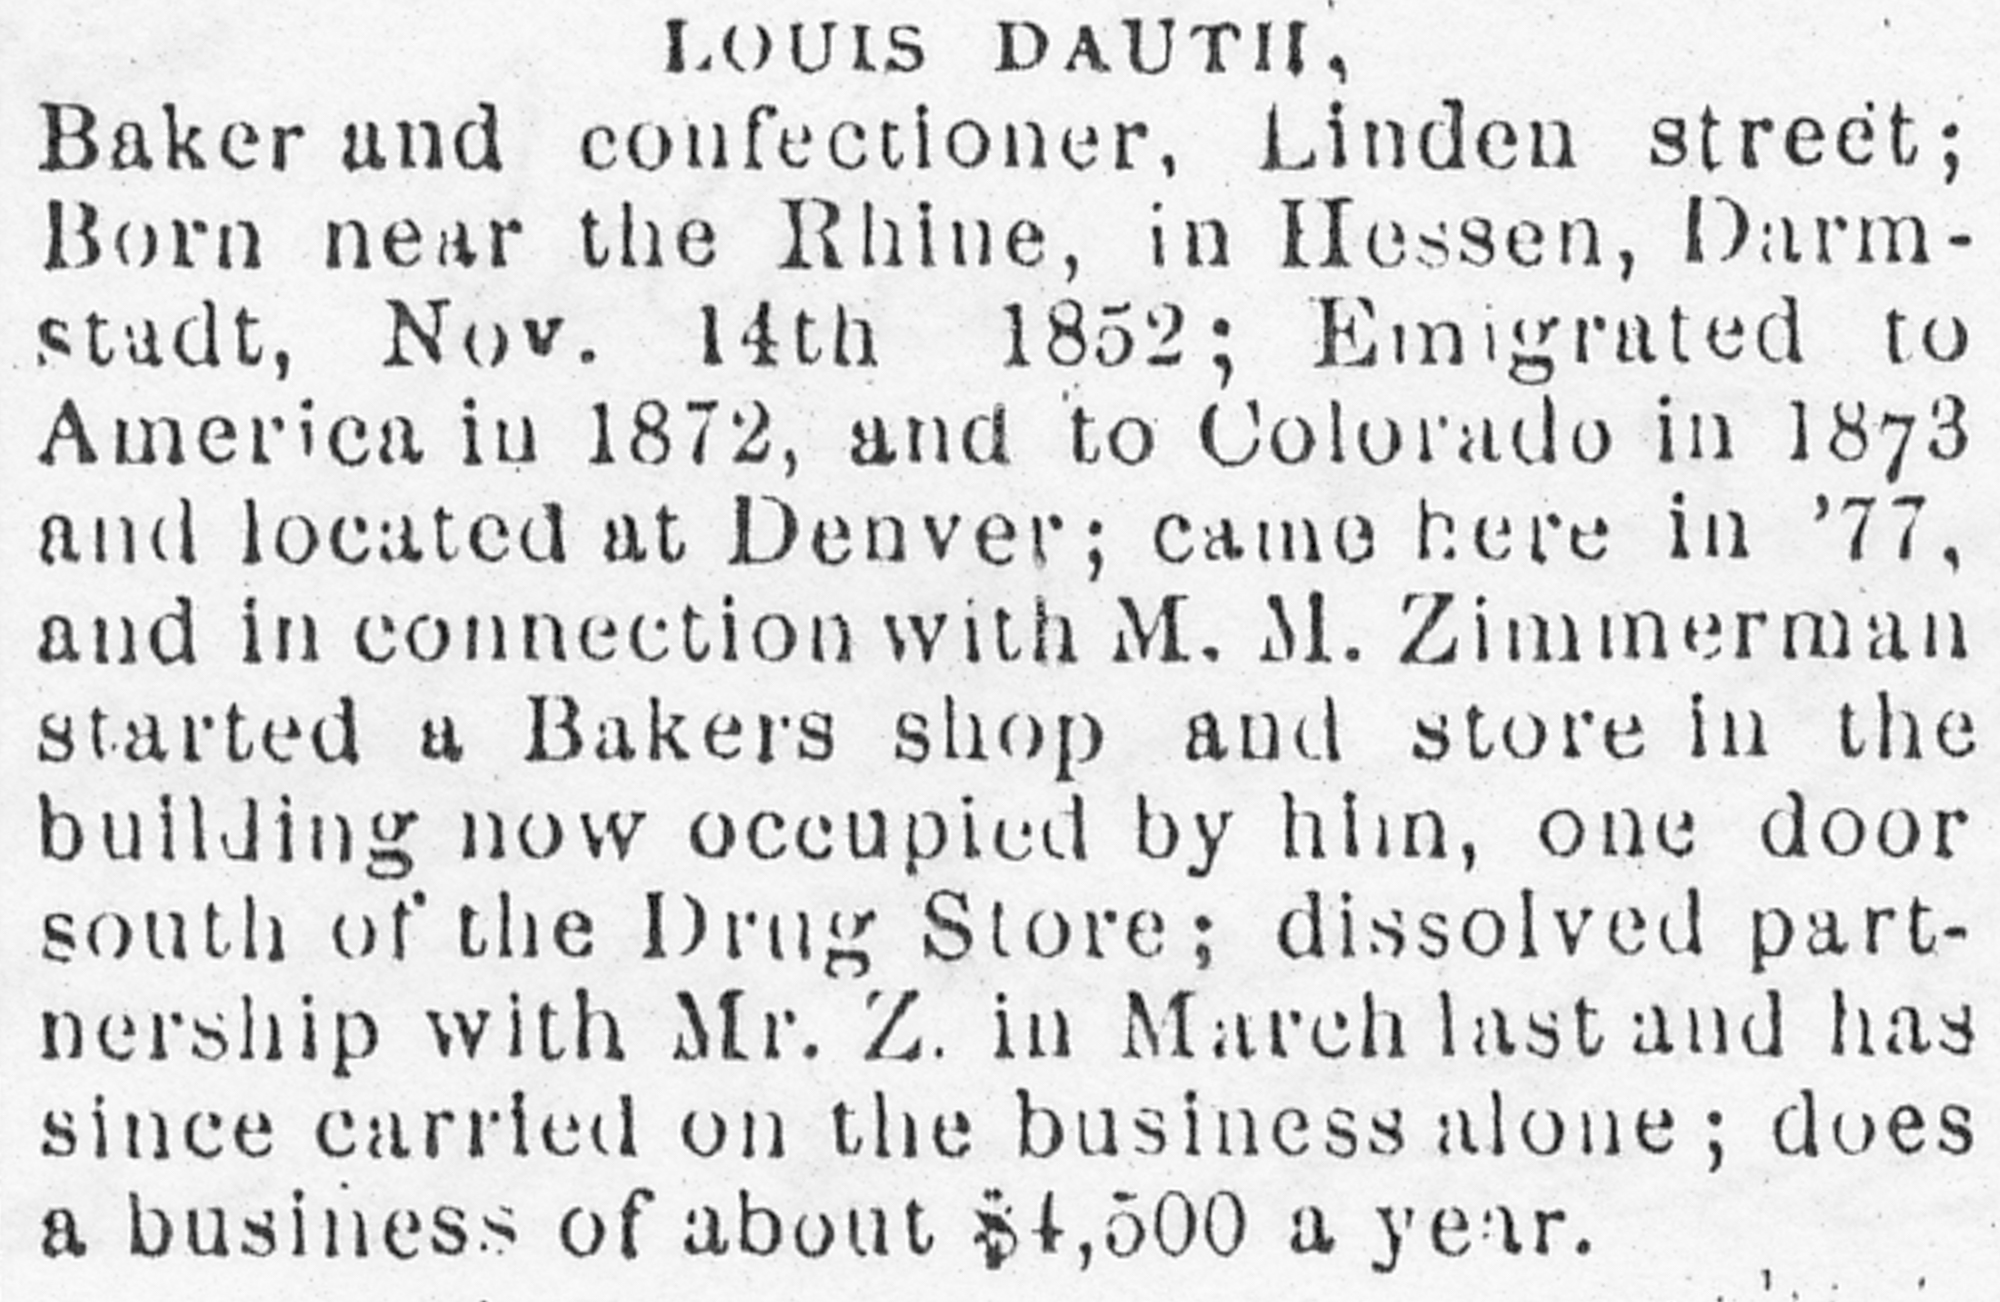 LOUIS DAUTH,
Baker and confectioner, Linden street;
Born near the Rhine, in Hessen, Darm-
stadt, Nov. 14th 1852; Emigrated to
America in 1872, and to Colorado in 1873
and located at Denver; came here in '77,
and in connection with M. M. Zimmerman
started a Bakers shop and store in the
building now occupied by him, one door
south of the Drug Store; dissolved part-
nership with Mr. Z. in March last and has
since carried on the business alone; does
a business of about $4,500 a year.